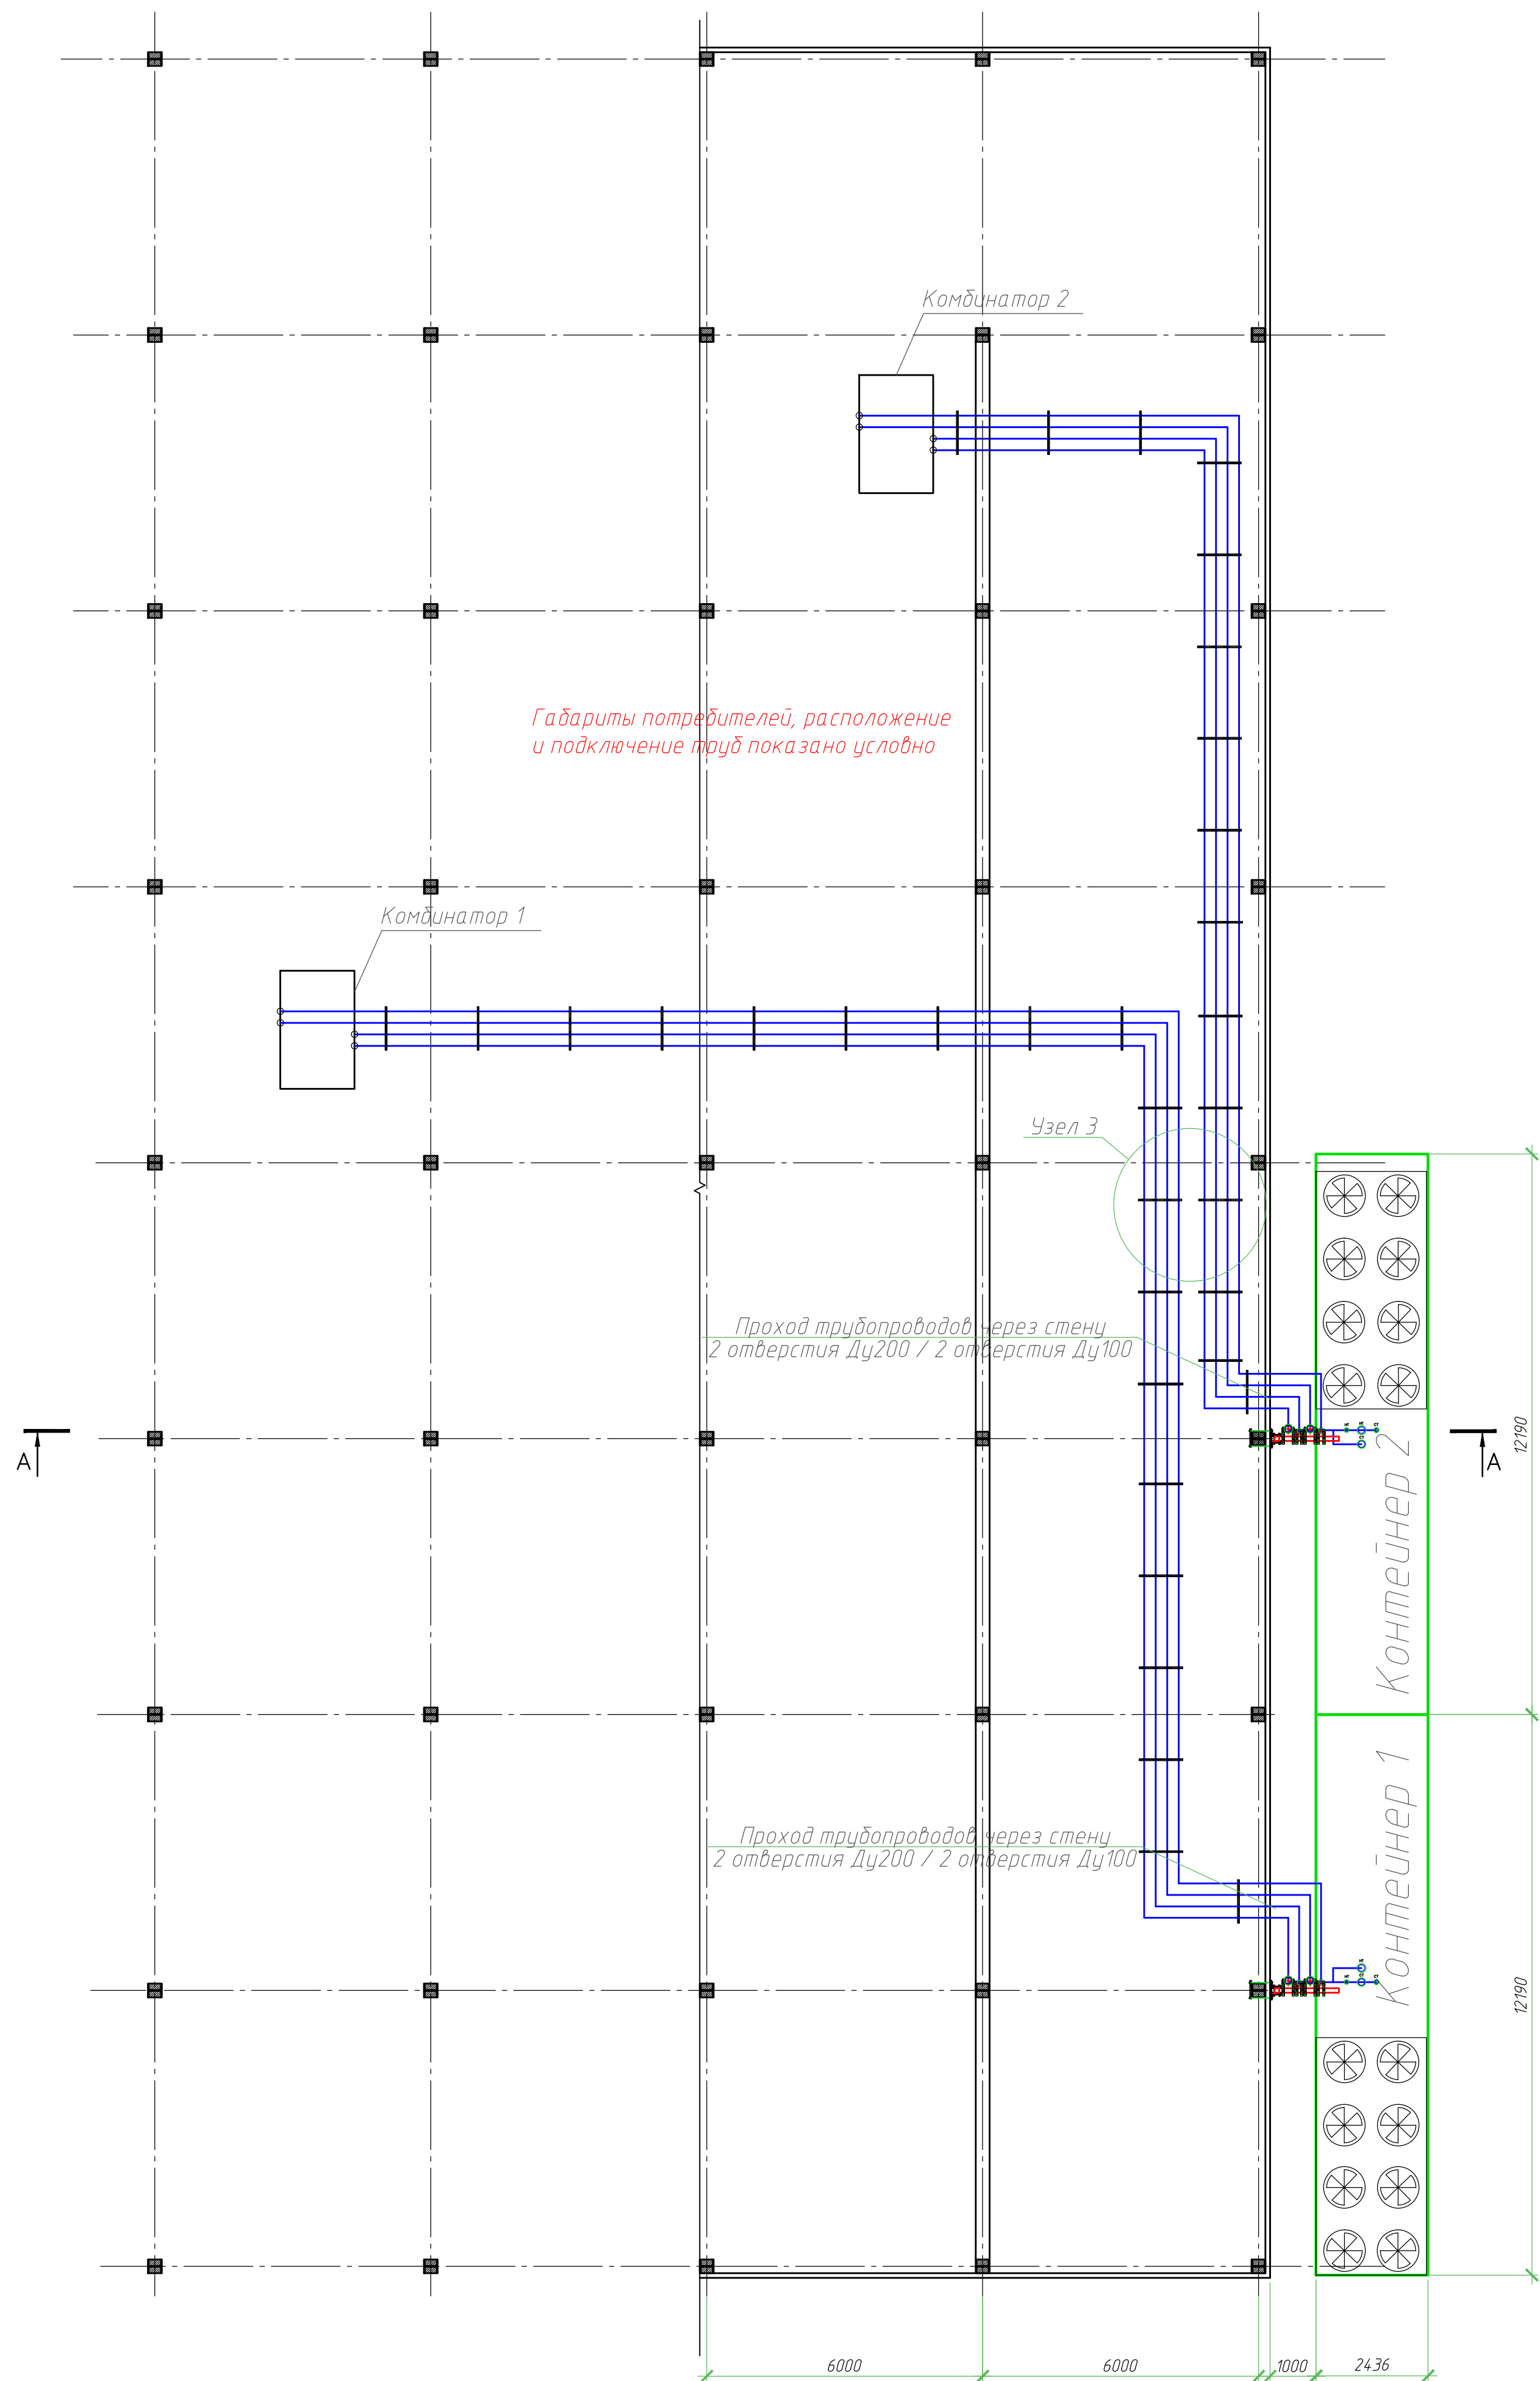 Комбинатор 2
Габариты потребителей, расположение
и подключение труб показано условно
Комбинатор 1
Узел 3
Проход трубопроводов через стену
2 отверстия Ду200 / 2 отверстия Ду100
А
А
12190
Контейнер 2
Контейнер 1
Проход трубопроводов через стену
2 отверстия Ду200 / 2 отверстия Ду100
12190
6000
6000
1000
2436